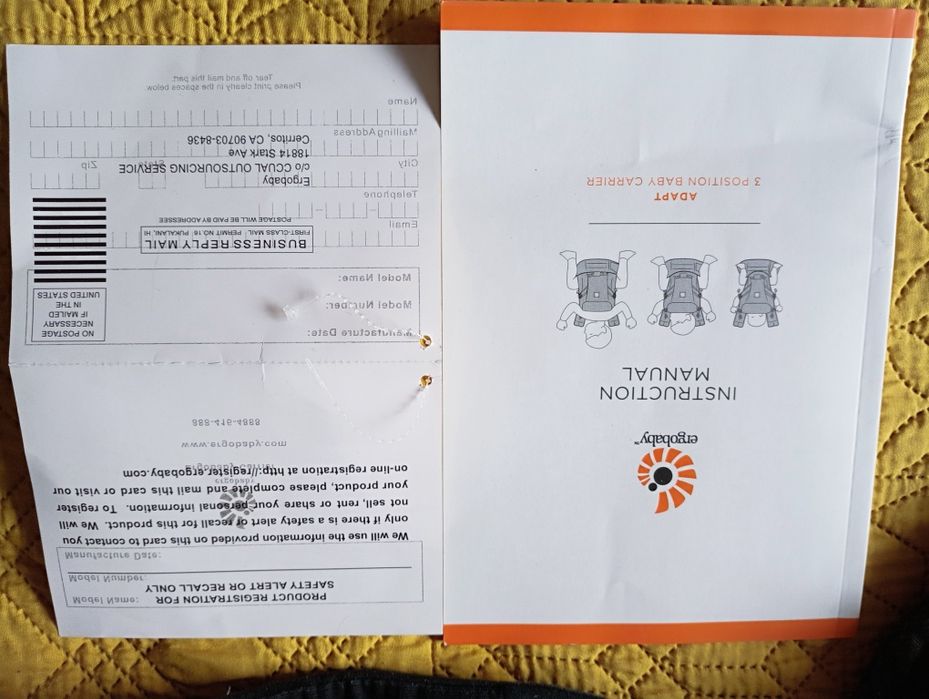 PRODUCT REGISTRATION FOR
SAFETY ALERT OR RECALL ONLY
We will use the information provided on this card to contact you
only if there is a safety alert or recall for this product. We will
not sell, rent or share your personal information. To register
your product, please complete and mail this card or visit our
on-line registration at http://register.ergobaby.com
NO POSTAGE
NECESSARY
IF MAILED
IN THE
UNITED STATES
BUSINESS REPLY MAIL
FIRST-CLASS MAIL, PERMIT NO. 16 PUKALANI, HI
POSTAGE WILL BE PAID BY ADDRESSEE
Ergobaby
c/o CCUAL OUTSOURCING SERVICE
18814 Stark Ave
Cerritos, CA 90703-8436
Tear off and mail this part.
Please print clearly in the spaces below
Name
Mailling Address
City State Zip
Telephone
Email
Model Name:
Model Number:
Manufacture Date:
888-416-4888
www.ergobaby.com
Ergobaby Carrier
ergobaby
Manufacture Date:
Model Number:
Model Name:
ergobaby™
INSTRUCTION
MANUAL
ADAPT
3 POSITION BABY CARRIER